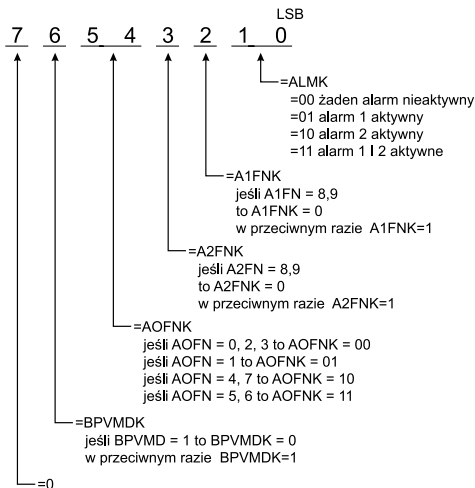 LSB
7 6 5 4 3 2 1 0
=ALMK
=00 żaden alarm nieaktywny
=01 alarm 1 aktywny
=10 alarm 2 aktywny
=11 alarm 1 I 2 aktywne
=A1FNK
jeśli A1FN = 8,9
to A1FNK = 0
w przeciwnym razie A1FNK=1
=A2FNK
jeśli A2FN = 8,9
to A2FNK = 0
w przeciwnym razie A2FNK=1
=AOFNK
jeśli AOFN = 0, 2, 3 to AOFNK = 00
jeśli AOFN = 1 to AOFNK = 01
jeśli AOFN = 4, 7 to AOFNK = 10
jeśli AOFN = 5, 6 to AOFNK = 11
=BPVMDK
jeśli BPVMD = 1 to BPVMDK = 0
w przeciwnym razie BPVMDK=1
=0